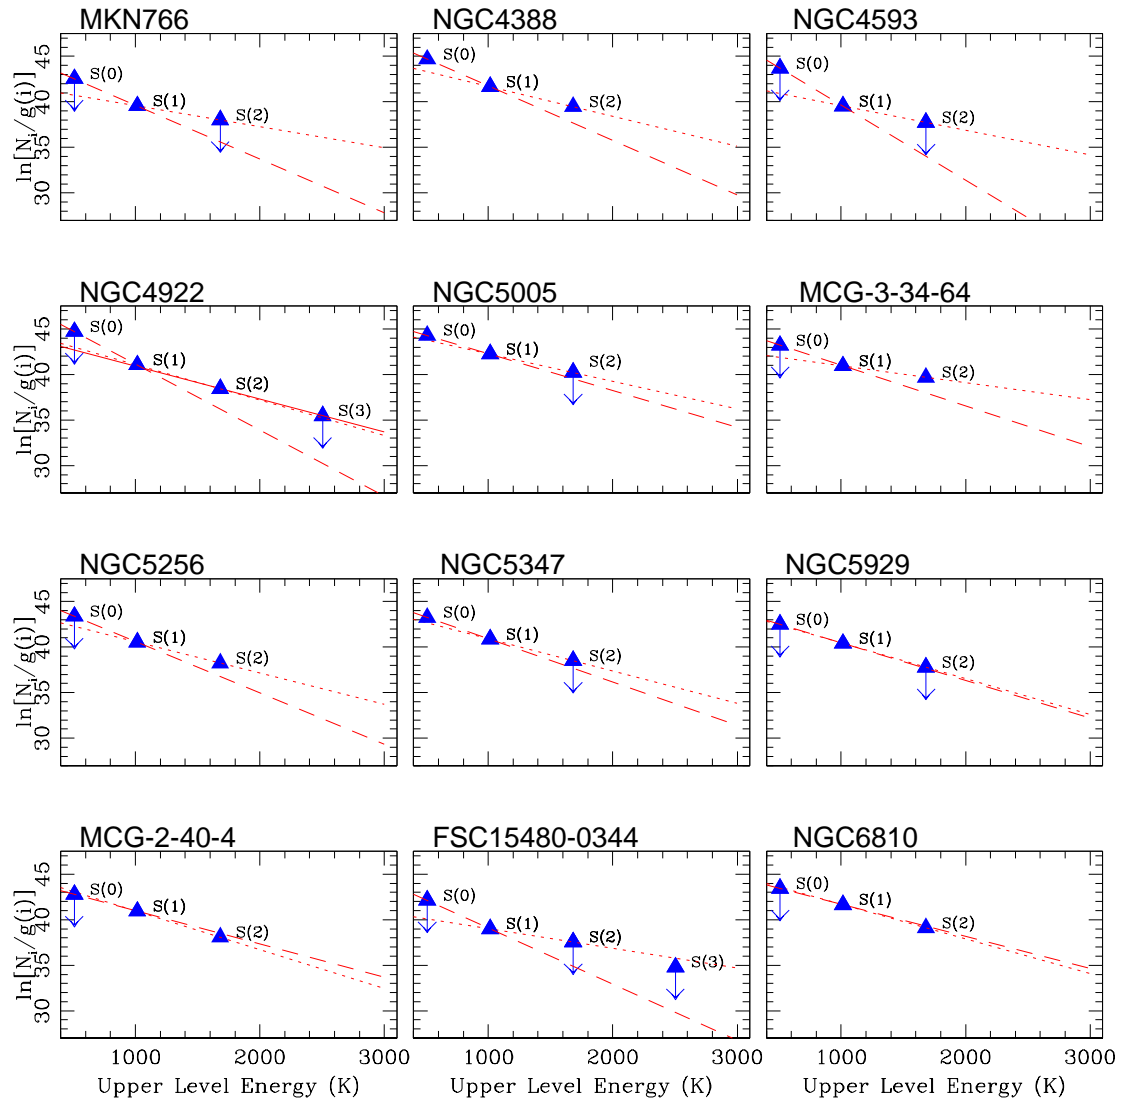 MKN766 NGC4388 NGC4593
ln[N_i/g(i)] 45 40 35 30 S(0) S(1) S(2) S(0) S(1) S(2) S(0) S(1) S(2)
NGC4922 NGC5005 MCG-3-34-64
ln[N_i/g(i)] 45 40 35 30 S(0) S(1) S(2) S(3) S(0) S(1) S(2) S(0) S(1) S(2)
NGC5256 NGC5347 NGC5929
ln[N_i/g(i)] 45 40 35 30 S(0) S(1) S(2) S(0) S(1) S(2) S(0) S(1) S(2)
MCG-2-40-4 FSC15480-0344 NGC6810
ln[N_i/g(i)] 45 40 35 30 S(0) S(1) S(2) S(0) S(1) S(2) S(3) S(0) S(1) S(2)
1000 2000 3000 1000 2000 3000 1000 2000 3000
Upper Level Energy (K) Upper Level Energy (K) Upper Level Energy (K)